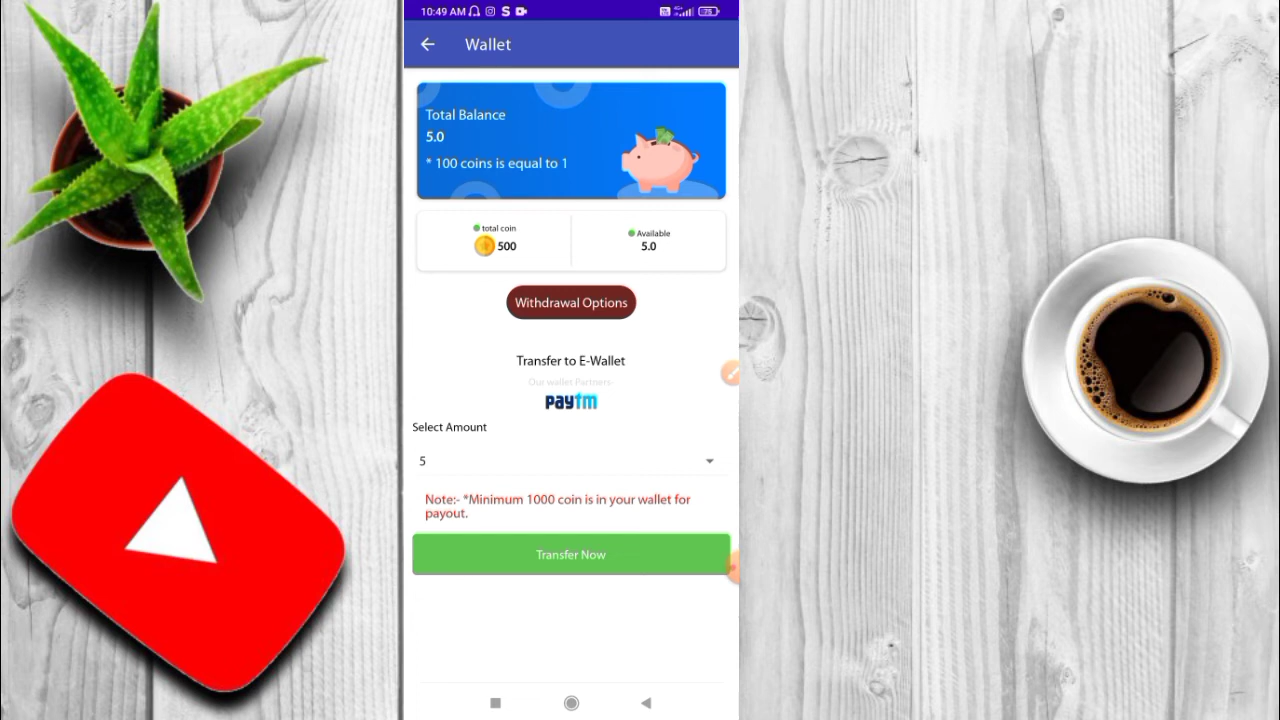 10:49 AM
Wallet
Total Balance
5.0
* 100 coins is equal to 1
total coin
500
Available
5.0
Withdrawal Options
Transfer to E-Wallet
Our wallet Partners-
paytm
Select Amount
5
Note:- *Minimum 1000 coin is in your wallet for
payout.
Transfer Now